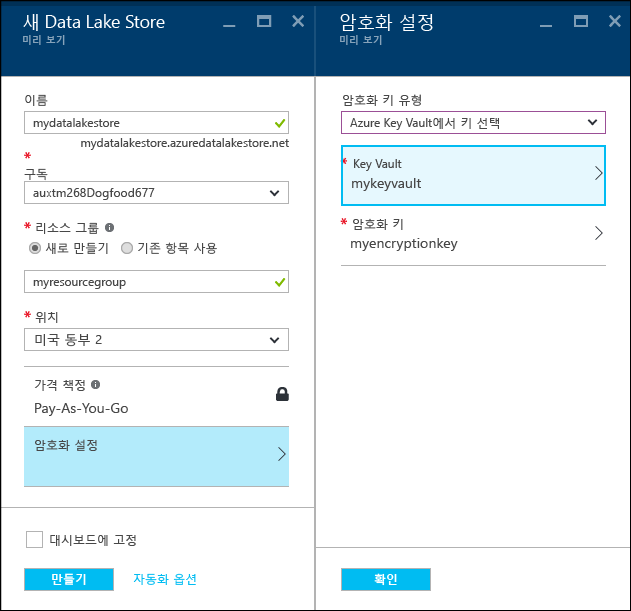 새 Data Lake Store
미리 보기
이름
mydatalakestore
mydatalakestore.azuredatalakestore.net
*
구독
auxtm268Dogfood677
* 리소스 그룹
새로 만들기 기존 항목 사용
myresourcegroup
* 위치
미국 동부 2
가격 책정
Pay-As-You-Go
암호화 설정
대시보드에 고정
만들기 자동화 옵션
암호화 설정
미리 보기
암호화 키 유형
Azure Key Vault에서 키 선택
* Key Vault
mykeyvault
* 암호화 키
myencryptionkey
확인